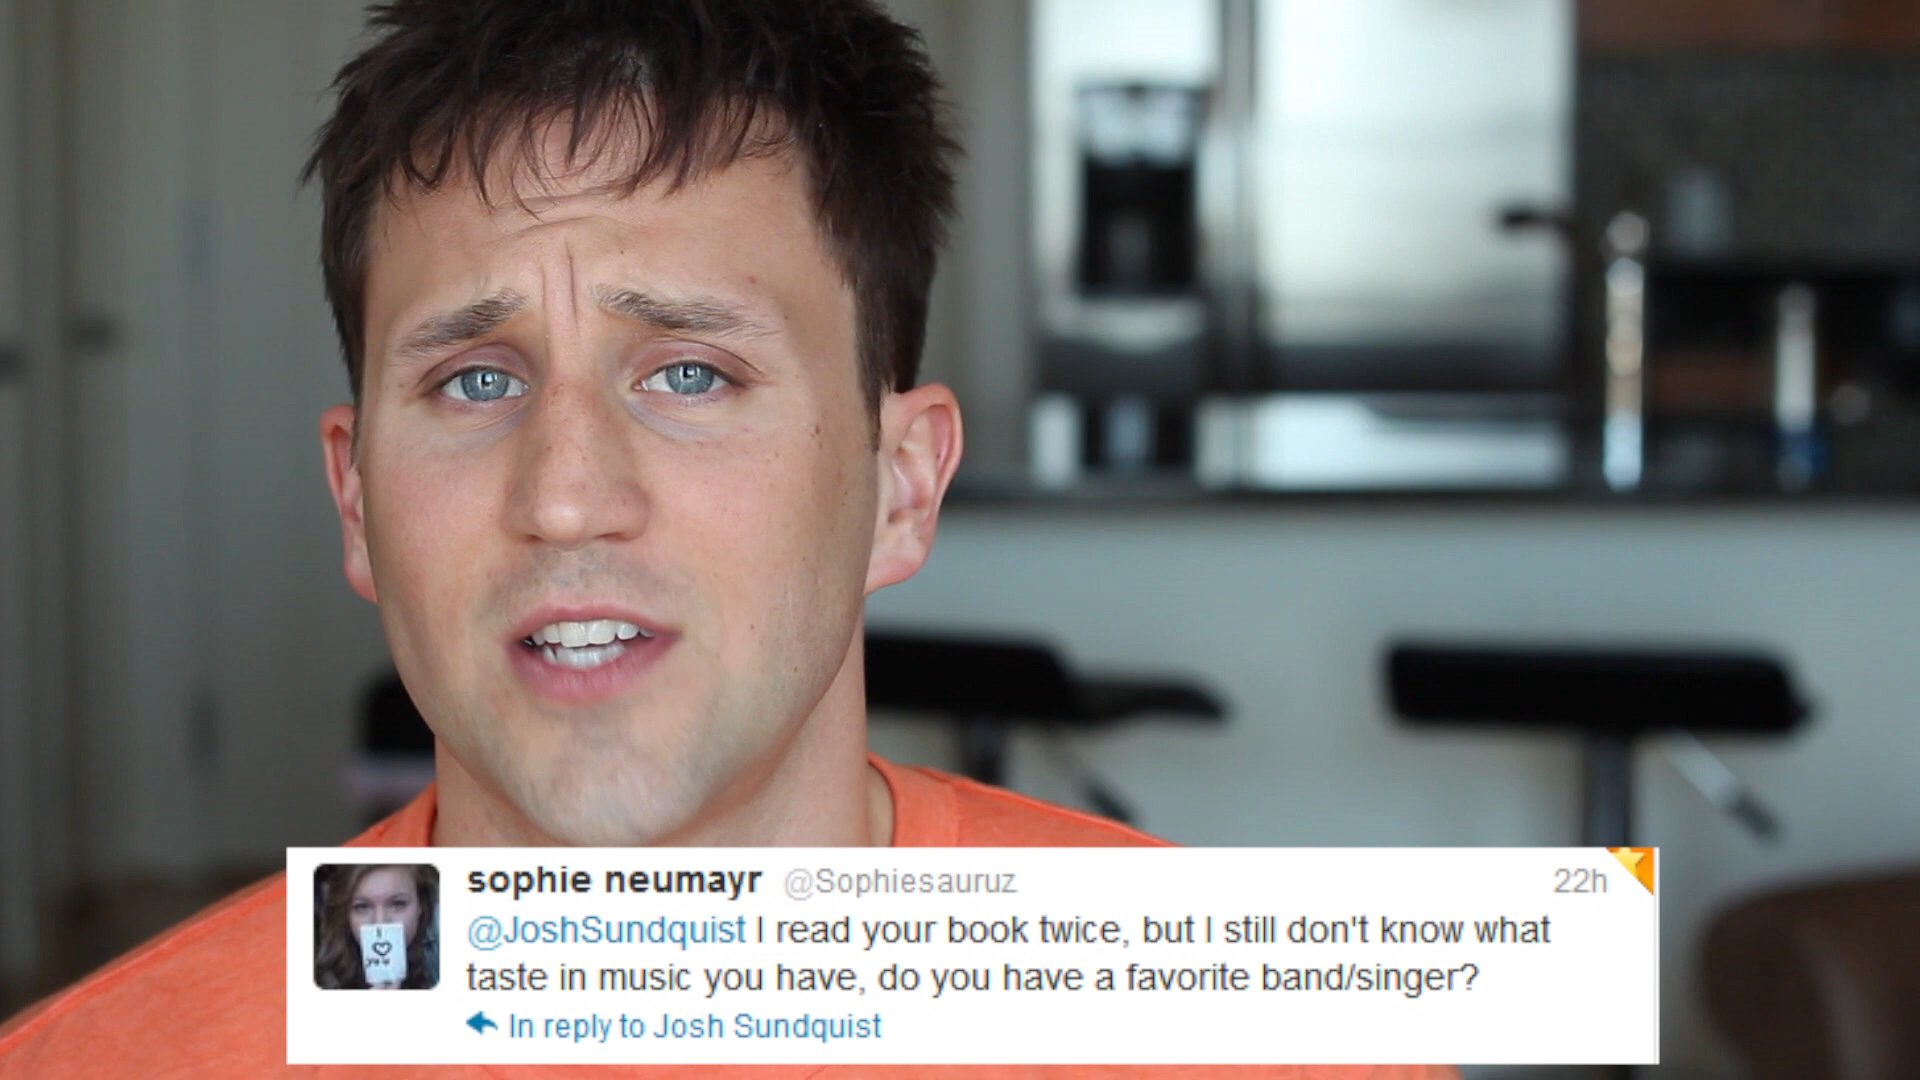 sophie neumayr @Sophiesauruz 22h
@JoshSundquist I read your book twice, but I still don't know what
taste in music you have, do you have a favorite band/singer?
In reply to Josh Sundquist
I
you